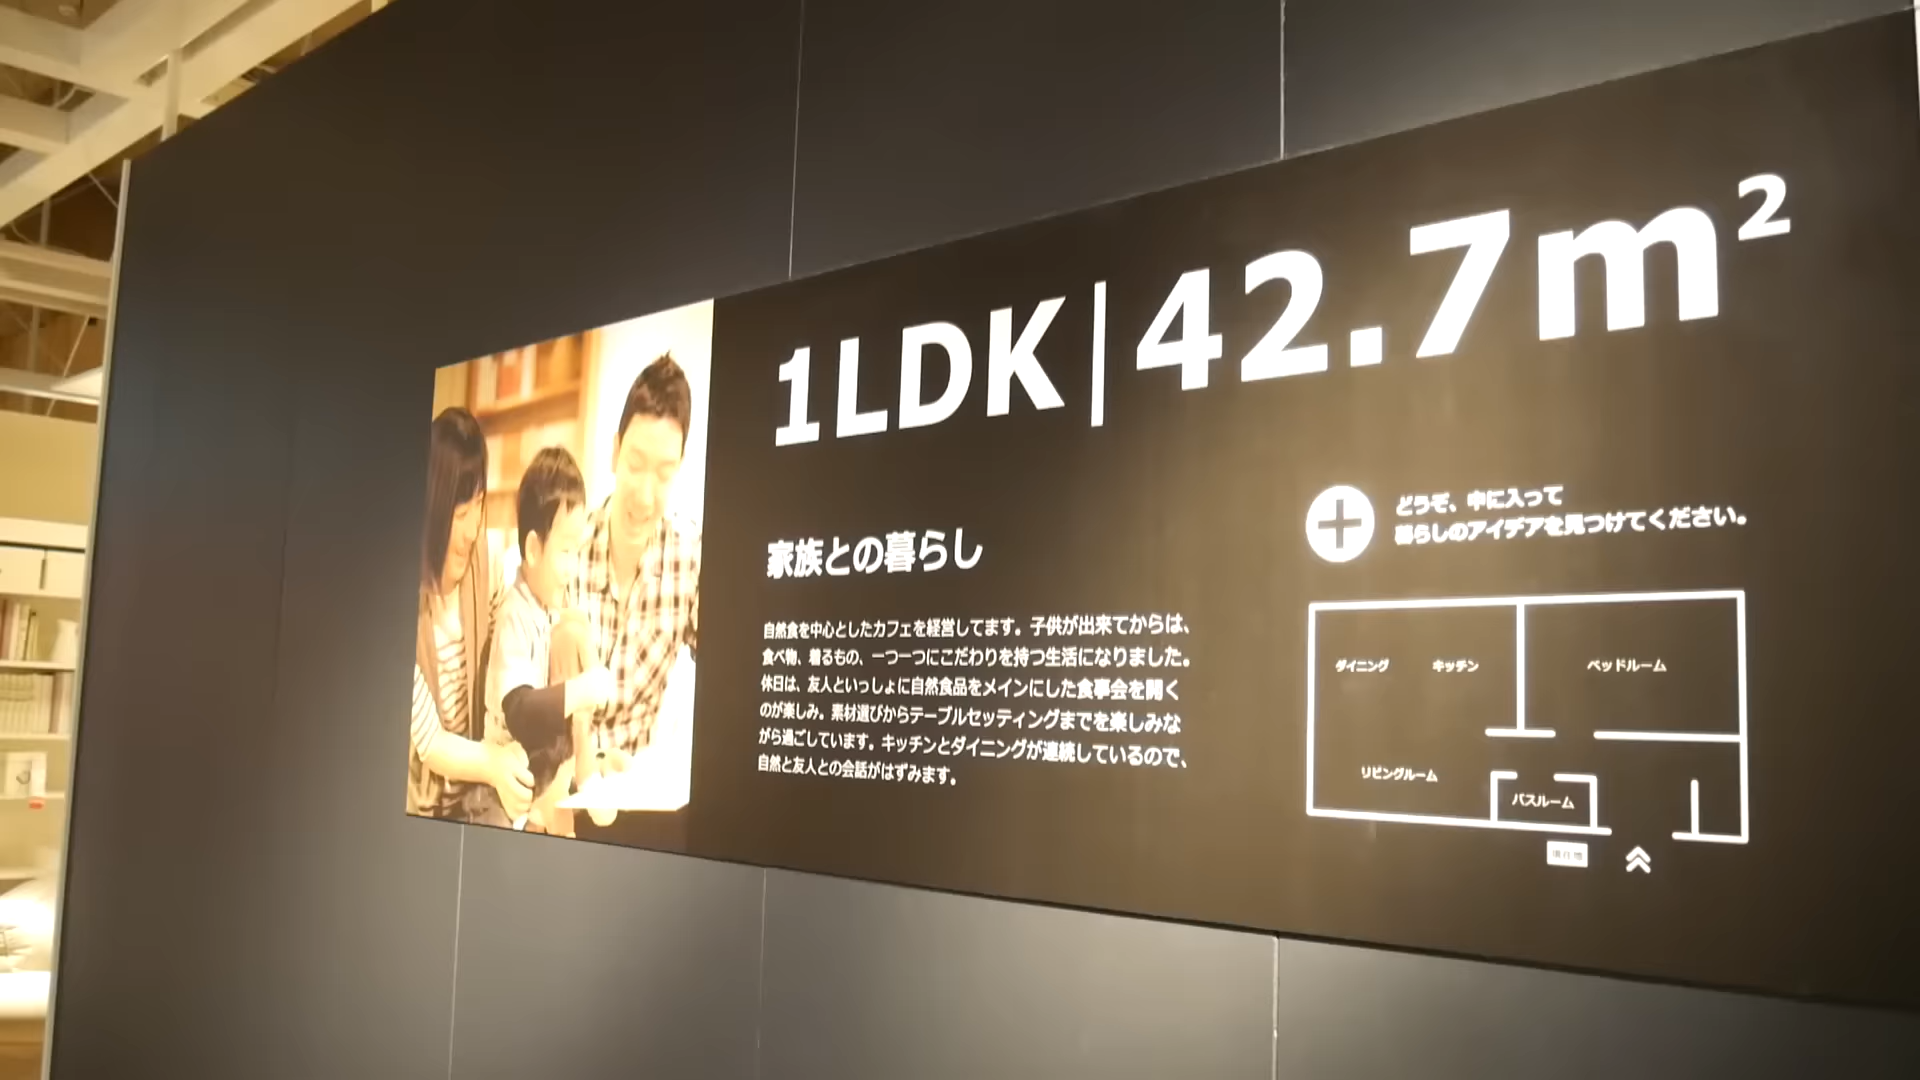 1LDK|42.7m²
家族との暮らし
自然食を中心としたカフェを経営してます。子供が出来てからは、
食べ物、着るもの、一つ一つにこだわりを持つ生活になりました。
休日は、友人といっしょに自然食品をメインにした食事会を開く
のが楽しみ。素材選びからテーブルセッティングまでを楽しみな
がら過ごしています。キッチンとダイニングが連続しているので、
自然と友人との会話がはずみます。
どうぞ、中に入って
暮らしのアイデアを見つけてください。
ダイニング
キッチン
ベッドルーム
リビングルーム
バスルーム
現在地